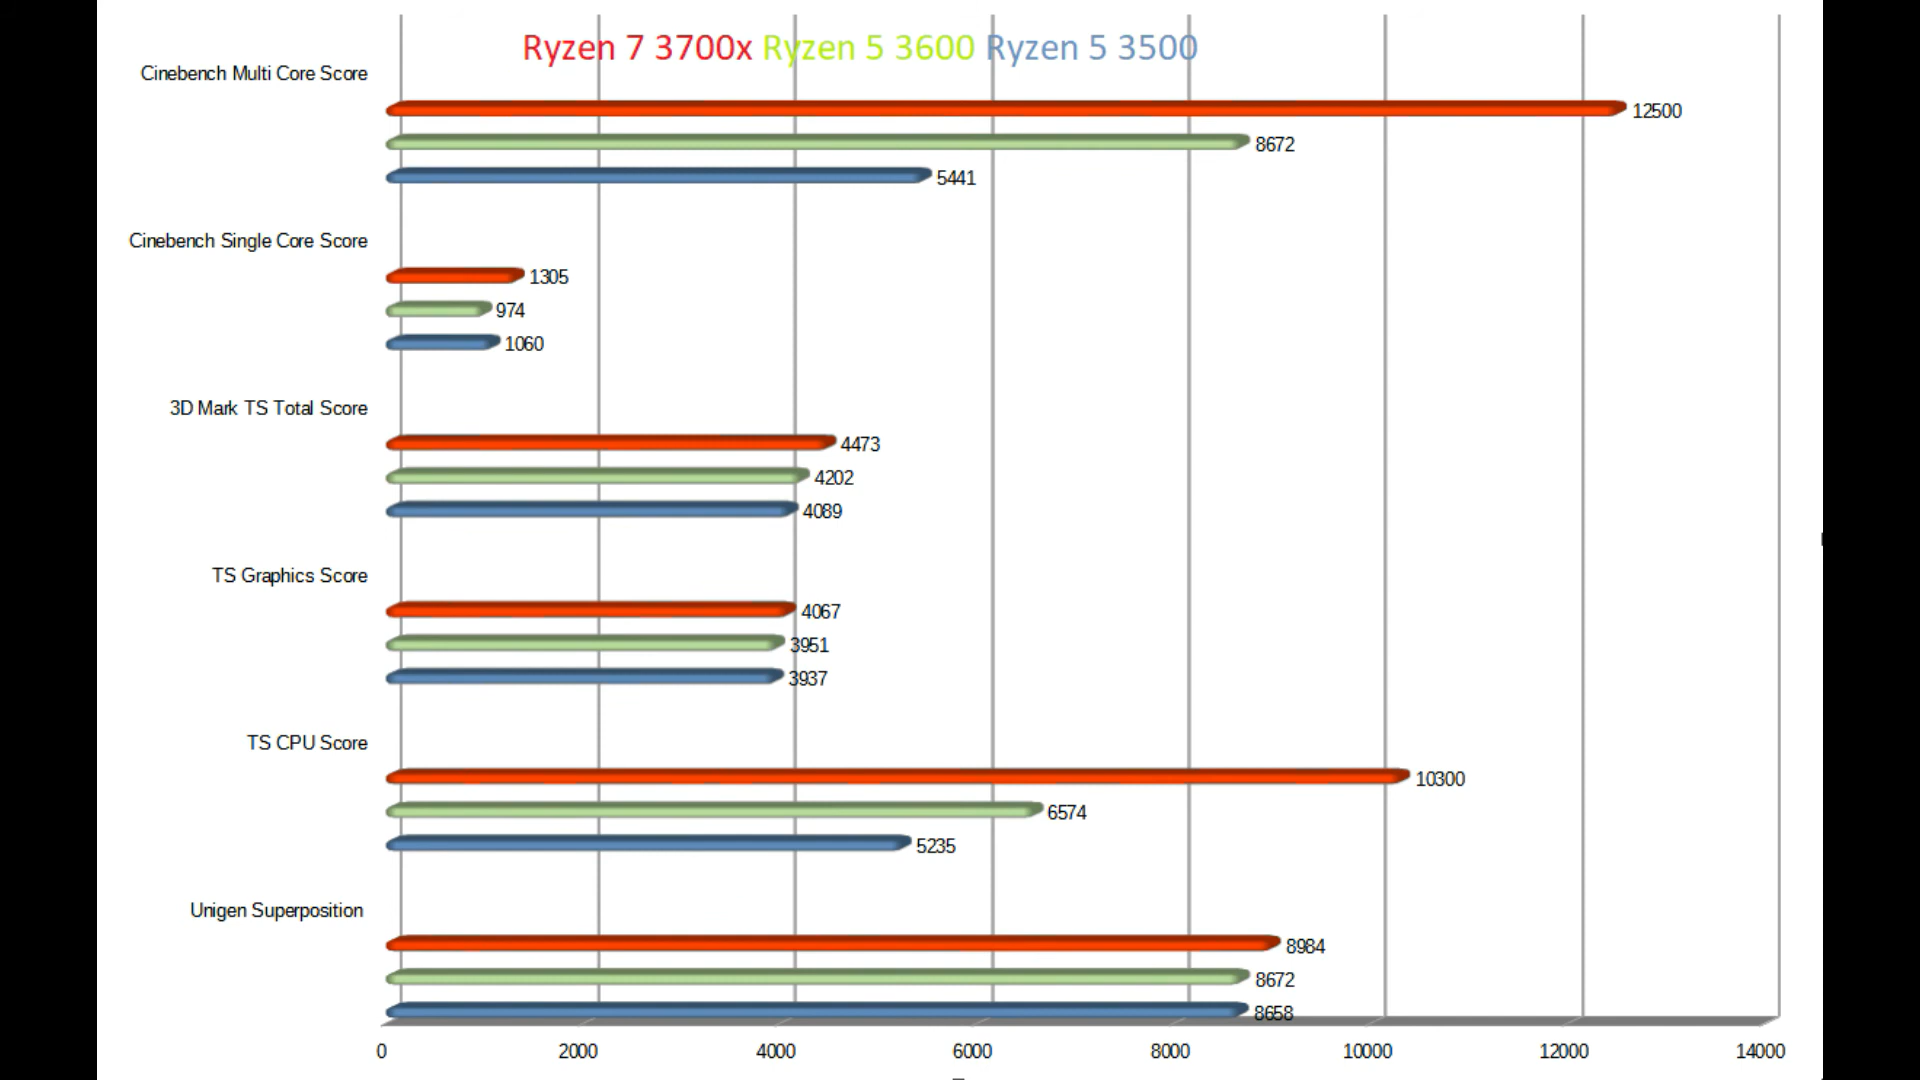 Ryzen 7 3700x Ryzen 5 3600 Ryzen 5 3500
Cinebench Multi Core Score
12500
8672
5441
Cinebench Single Core Score
1305
974
1060
3D Mark TS Total Score
4473
4202
4089
TS Graphics Score
4067
3951
3937
TS CPU Score
10300
6574
5235
Unigen Superposition
8984
8672
8658
0 2000 4000 6000 8000 10000 12000 14000